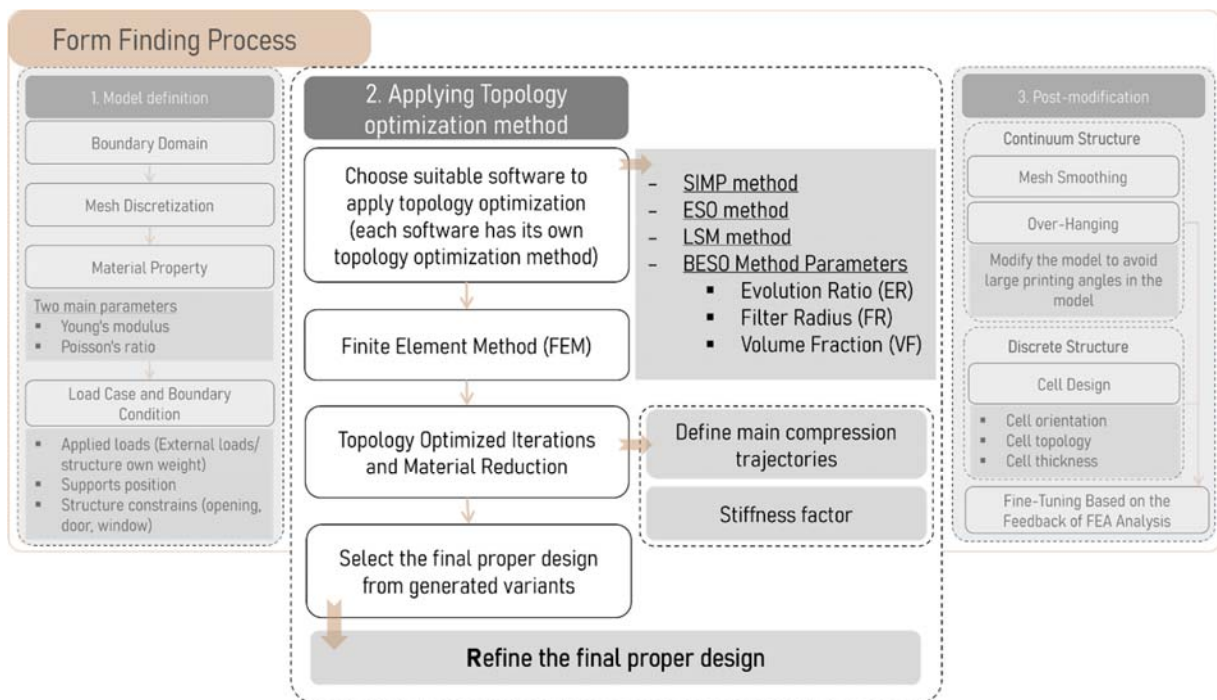 Form Finding Process
1. Model definition
Boundary Domain
Mesh Discretization
Material Property
Two main parameters
▪ Young's modulus
▪ Poisson's ratio
Load Case and Boundary
Condition
▪ Applied loads (External loads/
structure own weight)
▪ Supports position
▪ Structure constrains (opening,
door, window)
2. Applying Topology
optimization method
Choose suitable software to
apply topology optimization
(each software has its own
topology optimization method)
- SIMP method
- ESO method
- LSM method
- BESO Method Parameters
▪ Evolution Ratio (ER)
▪ Filter Radius (FR)
▪ Volume Fraction (VF)
Finite Element Method (FEM)
Topology Optimized Iterations
and Material Reduction
Define main compression
trajectories
Stiffness factor
Select the final proper design
from generated variants
Refine the final proper design
3. Post-modification
Continuum Structure
Mesh Smoothing
Over-Hanging
Modify the model to avoid
large printing angles in the
model
Discrete Structure
Cell Design
▪ Cell orientation
▪ Cell topology
▪ Cell thickness
Fine-Tuning Based on the
Feedback of FEA Analysis